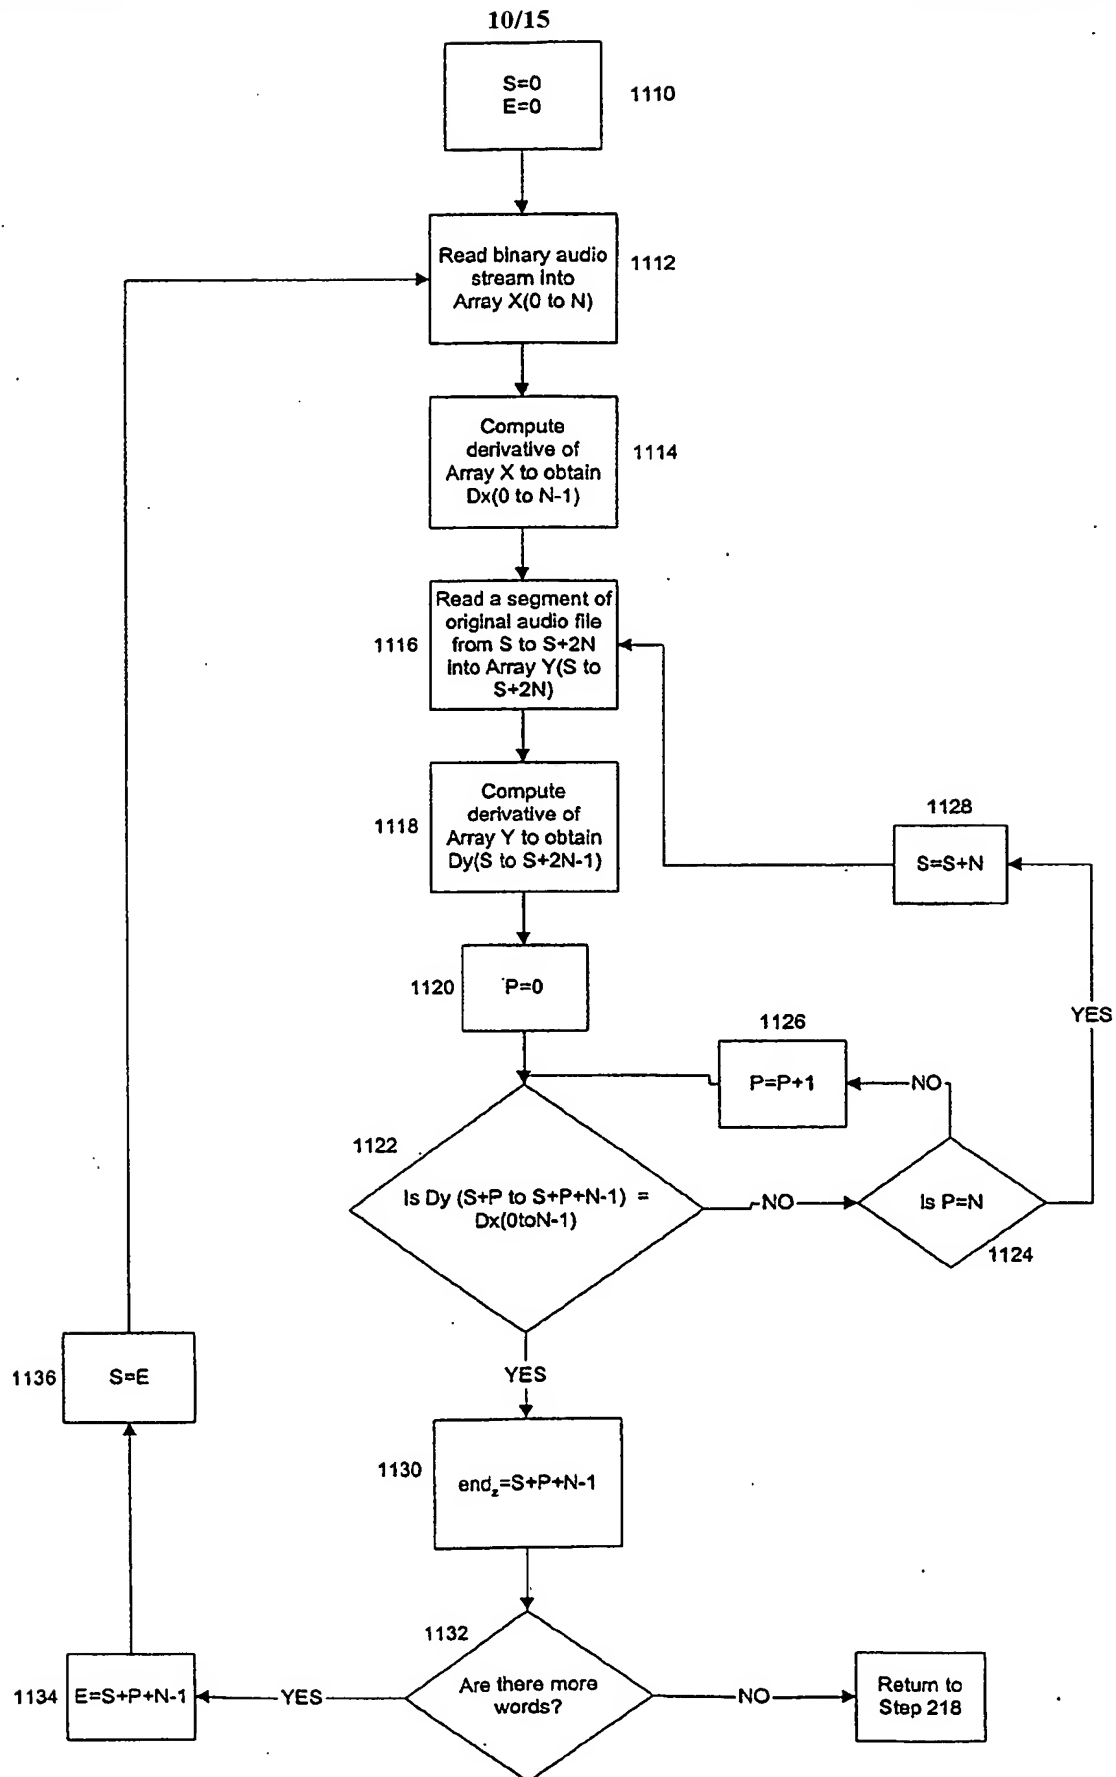 10/15
S=0
E=0
1110
Read binary audio
stream into
Array X(0 to N)
1112
Compute
derivative of
Array X to obtain
Dx(0 to N-1)
1114
Read a segment of
original audio file
from S to S+2N
into Array Y(S to
S+2N)
1116
Compute
derivative of
Array Y to obtain
Dy(S to S+2N-1)
1118
1128
S=S+N
P=0
1120
YES
1126
P=P+1
NO
1122
Is Dy (S+P to S+P+N-1) =
Dx(0toN-1)
NO
Is P=N
1124
YES
1136
S=E
1130
endz=S+P+N-1
1132
Are there more
words?
YES
1134
E=S+P+N-1
NO
Return to
Step 218